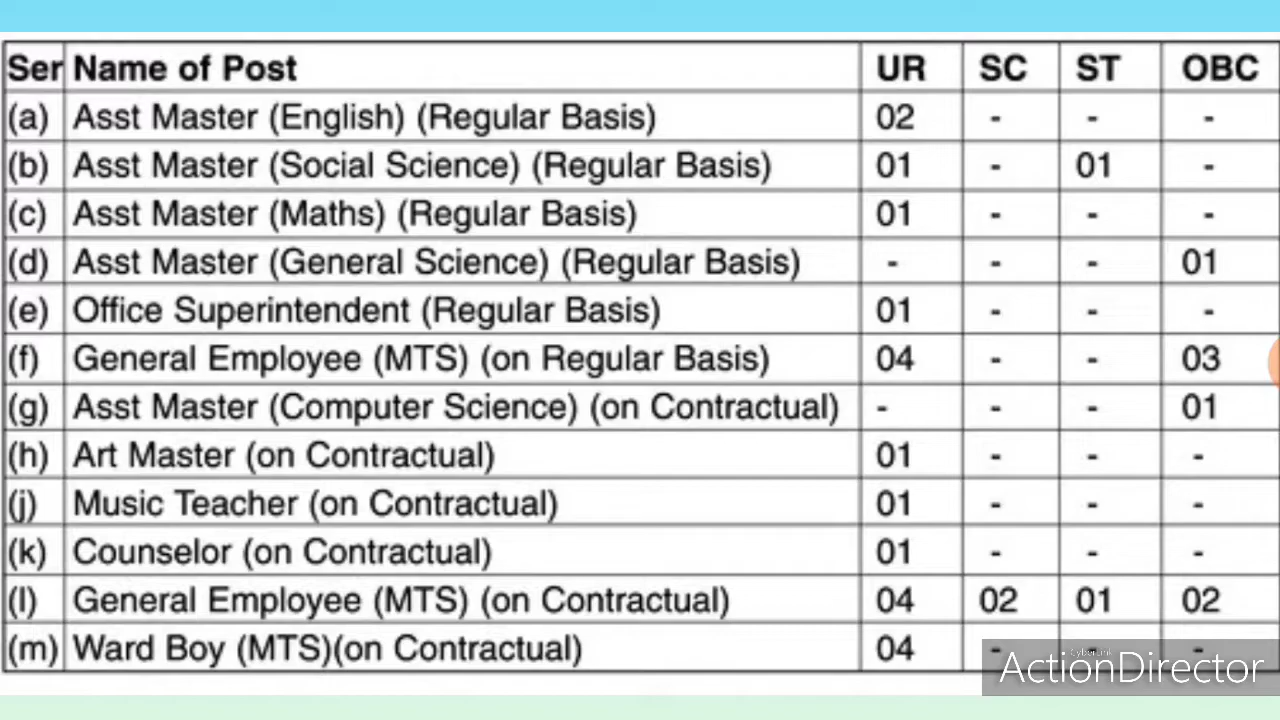 Ser Name of Post UR SC ST OBC
(a) Asst Master (English) (Regular Basis) 02 - - -
(b) Asst Master (Social Science) (Regular Basis) 01 - 01 -
(c) Asst Master (Maths) (Regular Basis) 01 - - -
(d) Asst Master (General Science) (Regular Basis) - - - 01
(e) Office Superintendent (Regular Basis) 01 - - -
(f) General Employee (MTS) (on Regular Basis) 04 - - 03
(g) Asst Master (Computer Science) (on Contractual) - - - 01
(h) Art Master (on Contractual) 01 - - -
(j) Music Teacher (on Contractual) 01 - - -
(k) Counselor (on Contractual) 01 - - -
(l) General Employee (MTS) (on Contractual) 04 02 01 02
(m) Ward Boy (MTS)(on Contractual) 04 - - -
CyberLink
ActionDirector